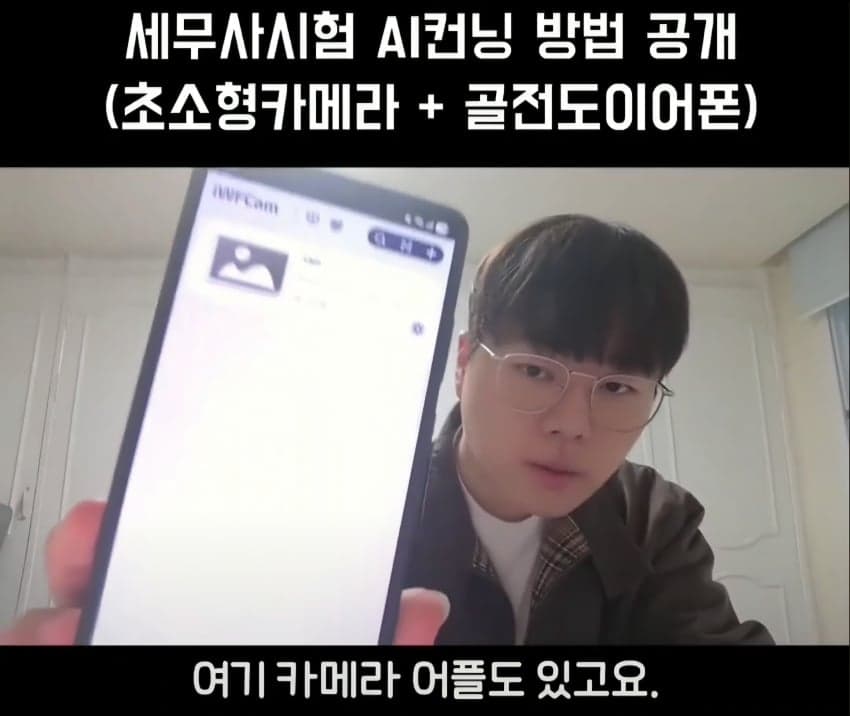 세무사시험 AI컨닝 방법 공개
(초소형카메라 + 골전도이어폰)
iWFCam
여기 카메라 어플도 있고요.